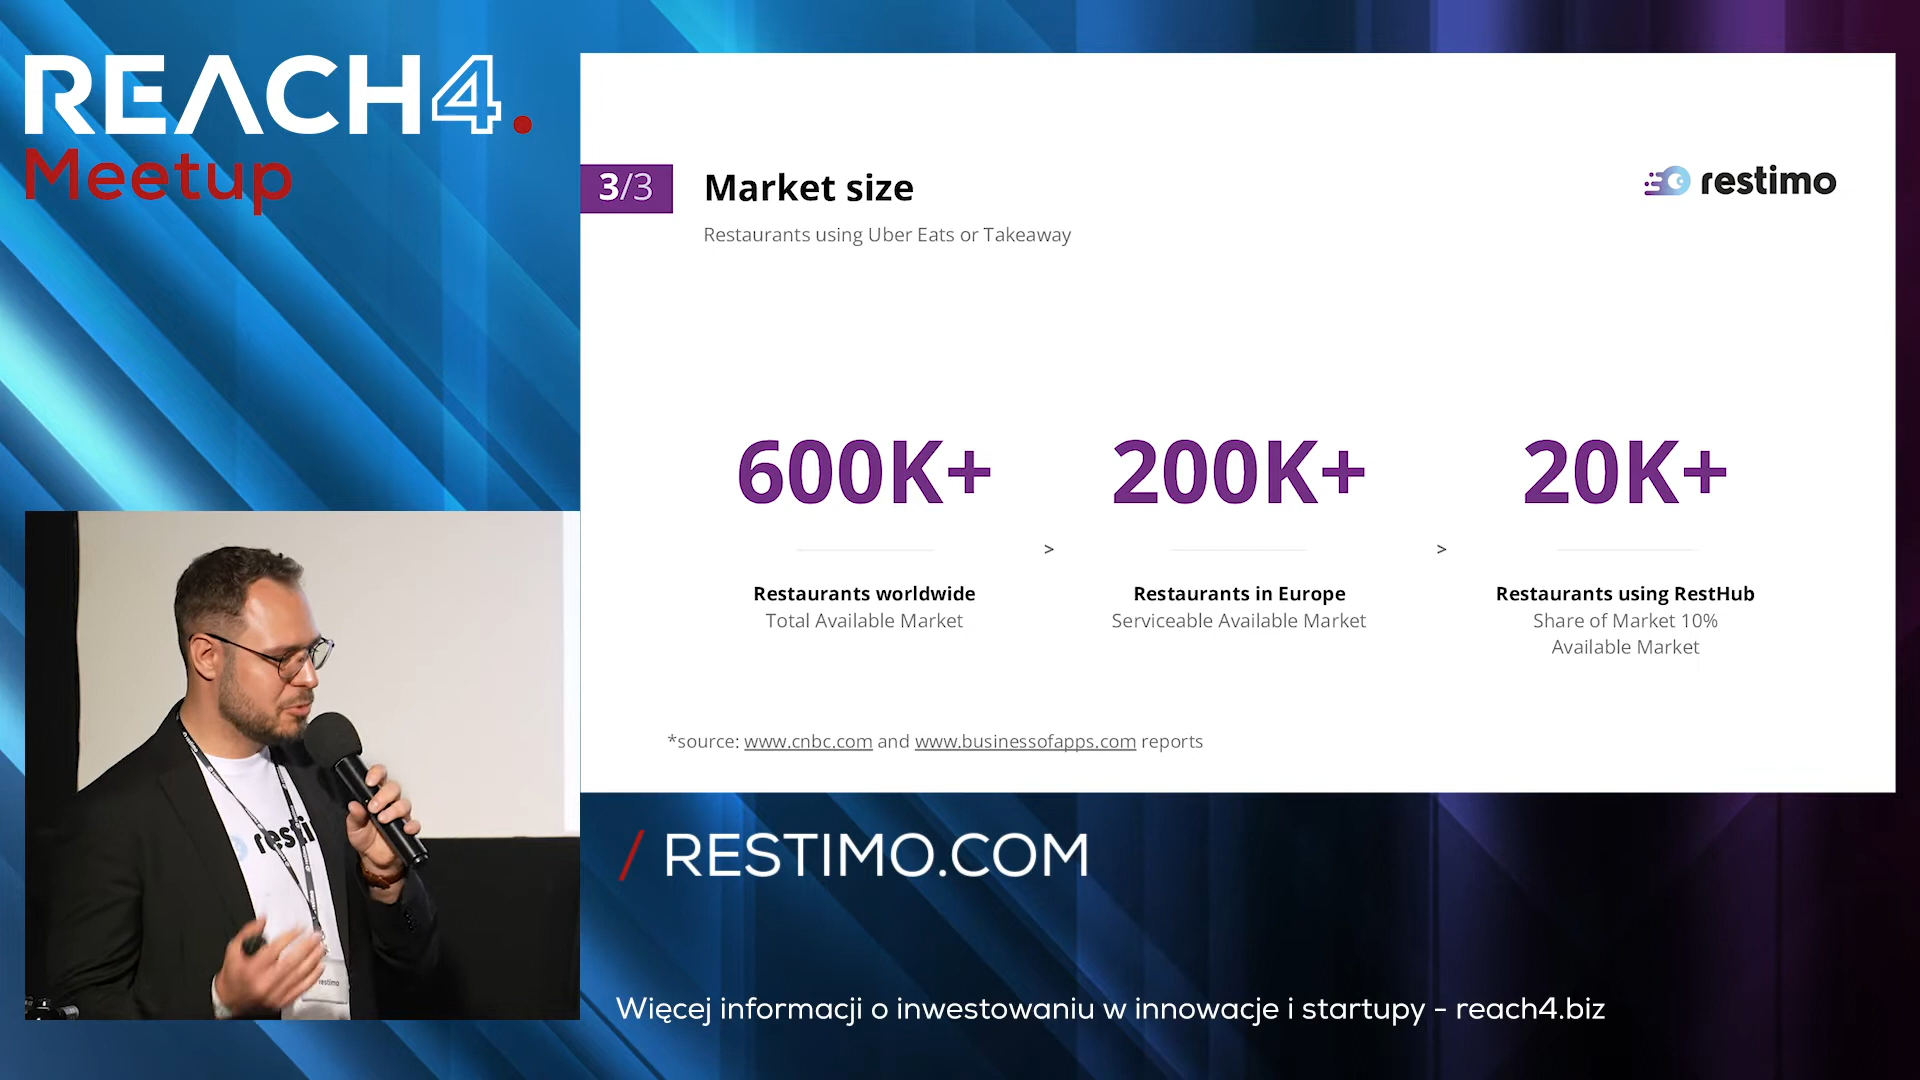 REACH4.
Meetup
3/3
Market size
restimo
Restaurants using Uber Eats or Takeaway
600K+
200K+
20K+
>
>
Restaurants worldwide
Total Available Market
Restaurants in Europe
Serviceable Available Market
Restaurants using RestHub
Share of Market 10%
Available Market
*source: www.cnbc.com and www.businessofapps.com reports
resti
restimo
/ RESTIMO.COM
Więcej informacji o inwestowaniu w innowacje i startupy - reach4.biz